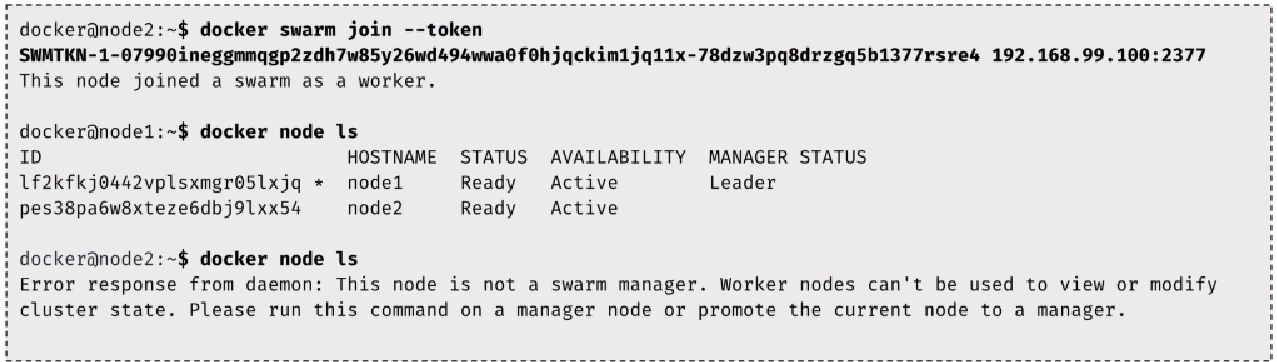 docker@node2:~$ docker swarm join --token
SWMTKN-1-07990ineggmmqgp2zdh7w85y26wd494wwa0f0hjqckim1jq11x-78dzw3pq8drzgq5b1377rsre4 192.168.99.100:2377
This node joined a swarm as a worker.
docker@node1:~$ docker node ls
ID HOSTNAME STATUS AVAILABILITY MANAGER STATUS
lf2kfkj0442vplsxmgr05lxjq * node1 Ready Active Leader
pes38pa6w8xteze6dbj9lxx54 node2 Ready Active
docker@node2:~$ docker node ls
Error response from daemon: This node is not a swarm manager. Worker nodes can't be used to view or modify
cluster state. Please run this command on a manager node or promote the current node to a manager.